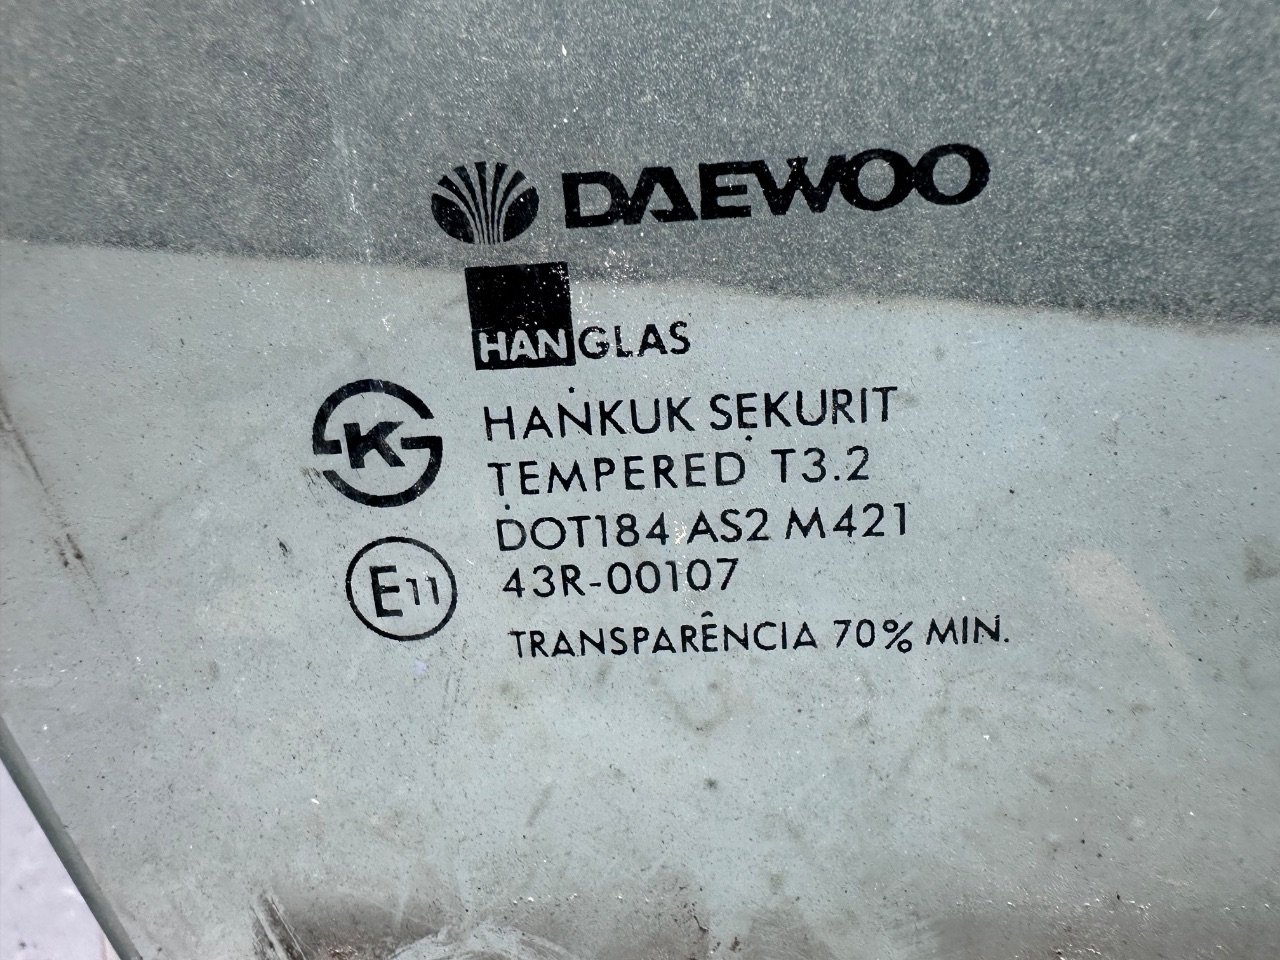 DAEWOO
HANGLAS
K
HANKUK SEKURIT
TEMPERED T3.2
DOT184 AS2 M421
E11
43R-00107
TRANSPARÊNCIA 70% MIN.